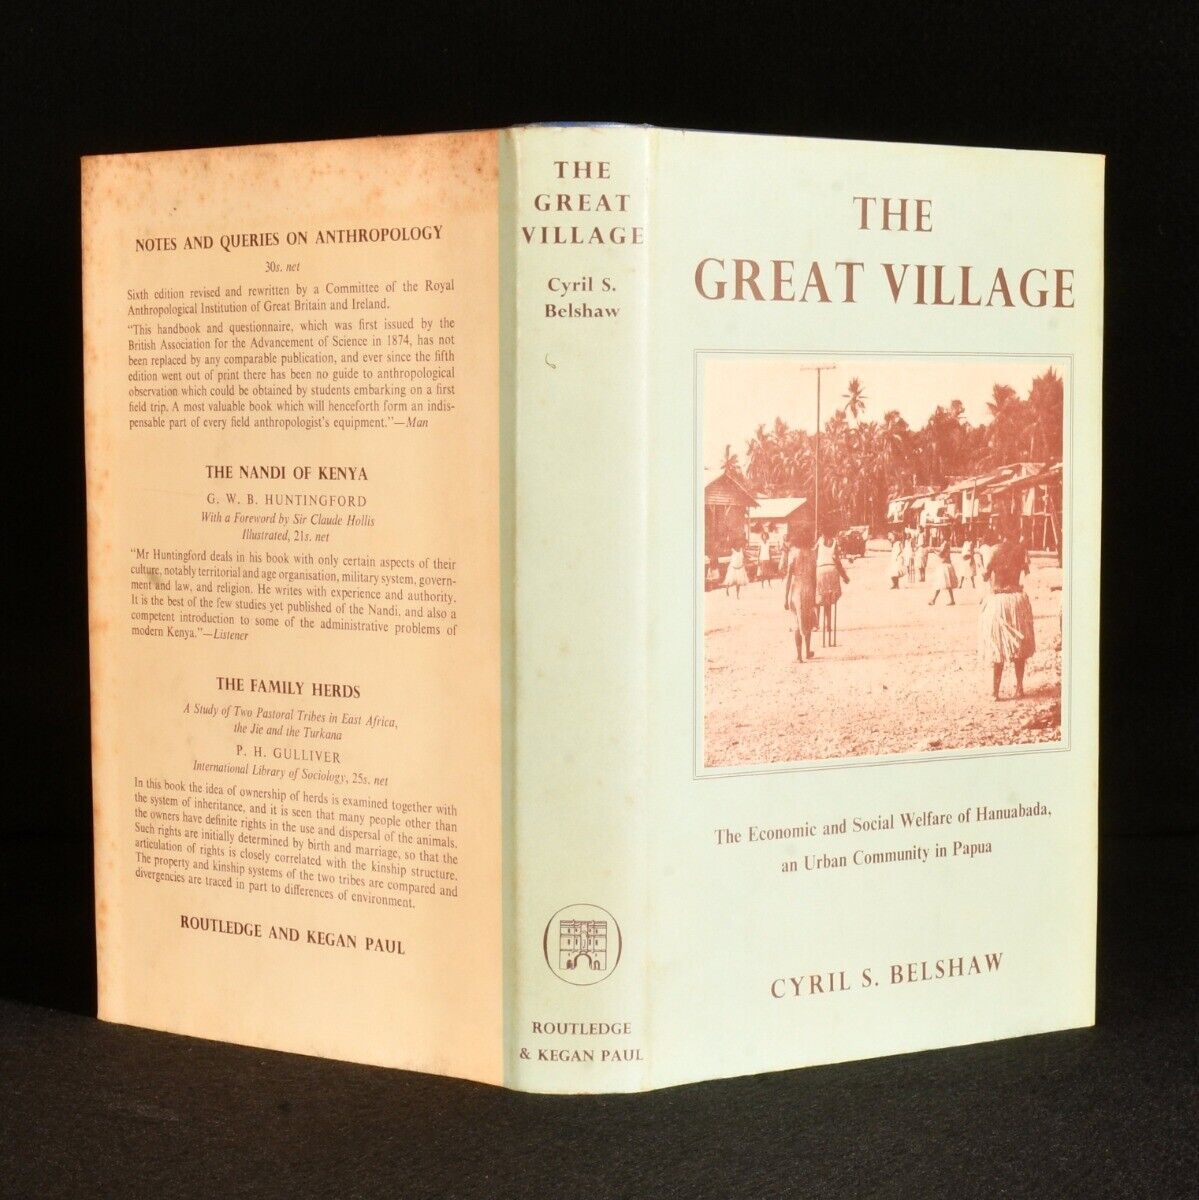 NOTES AND QUERIES ON ANTHROPOLOGY
30s. net
Sixth edition revised and rewritten by a Committee of the Royal
Anthropological Institution of Great Britain and Ireland.
"This handbook and questionnaire, which was first issued by the
British Association for the Advancement of Science in 1874, has not
been replaced by any comparable publication, and ever since the fifth
edition went out of print there has been no guide to anthropological
observation which could be obtained by students embarking on a first
field trip. A most valuable book which will henceforth form an indis-
pensable part of every field anthropologist's equipment."—Man
THE NANDI OF KENYA
G. W. B. HUNTINGFORD
With a Foreword by Sir Claude Hollis
Illustrated, 21s. net
"Mr Huntingford deals in his book with only certain aspects of their
culture, notably territorial and age organisation, military system, govern-
ment and law, and religion. He writes with experience and authority.
It is the best of the few studies yet published of the Nandi, and also a
competent introduction to some of the administrative problems of
modern Kenya."—Listener
THE FAMILY HERDS
A Study of Two Pastoral Tribes in East Africa,
the Jie and the Turkana
P. H. GULLIVER
International Library of Sociology, 25s. net
In this book the idea of ownership of herds is examined together with
the system of inheritance, and it is seen that many people other than
the owners have definite rights in the use and dispersal of the animals.
Such rights are initially determined by birth and marriage, so that the
articulation of rights is closely correlated with the kinship structure.
The property and kinship systems of the two tribes are compared and
divergencies are traced in part to differences of environment.
ROUTLEDGE AND KEGAN PAUL
THE
GREAT
VILLAGE
Cyril S.
Belshaw
ROUTLEDGE
& KEGAN PAUL
THE
GREAT VILLAGE
The Economic and Social Welfare of Hanuabada,
an Urban Community in Papua
CYRIL S. BELSHAW